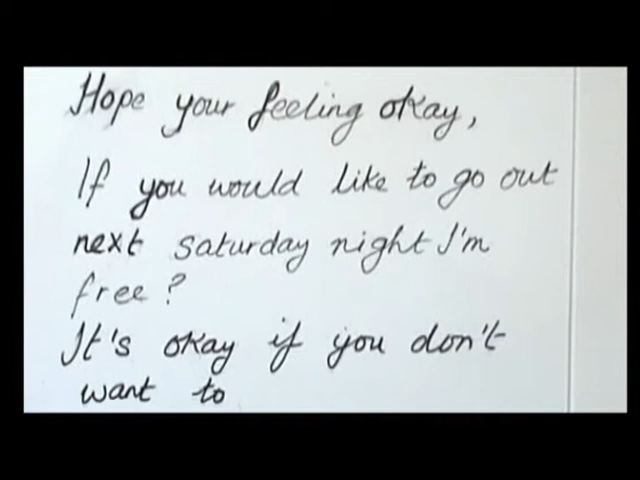 Hope your feeling okay,
If you would like to go out
next saturday night I'm
free?
It's okay if you don't
want to